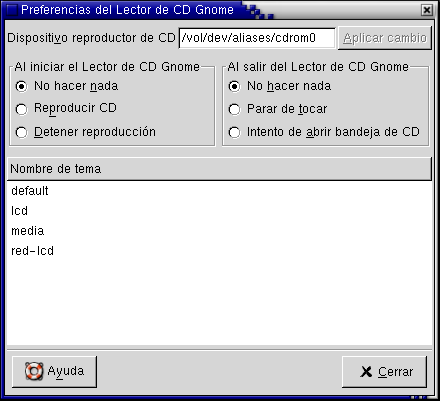 Preferencias del Lector de CD Gnome
Dispositivo reproductor de CD /vol/dev/aliases/cdrom0 Aplicar cambio
Al iniciar el Lector de CD Gnome
No hacer nada
Reproducir CD
Detener reproducción
Al salir del Lector de CD Gnome
No hacer nada
Parar de tocar
Intento de abrir bandeja de CD
Nombre de tema
default
lcd
media
red-lcd
Ayuda
Cerrar